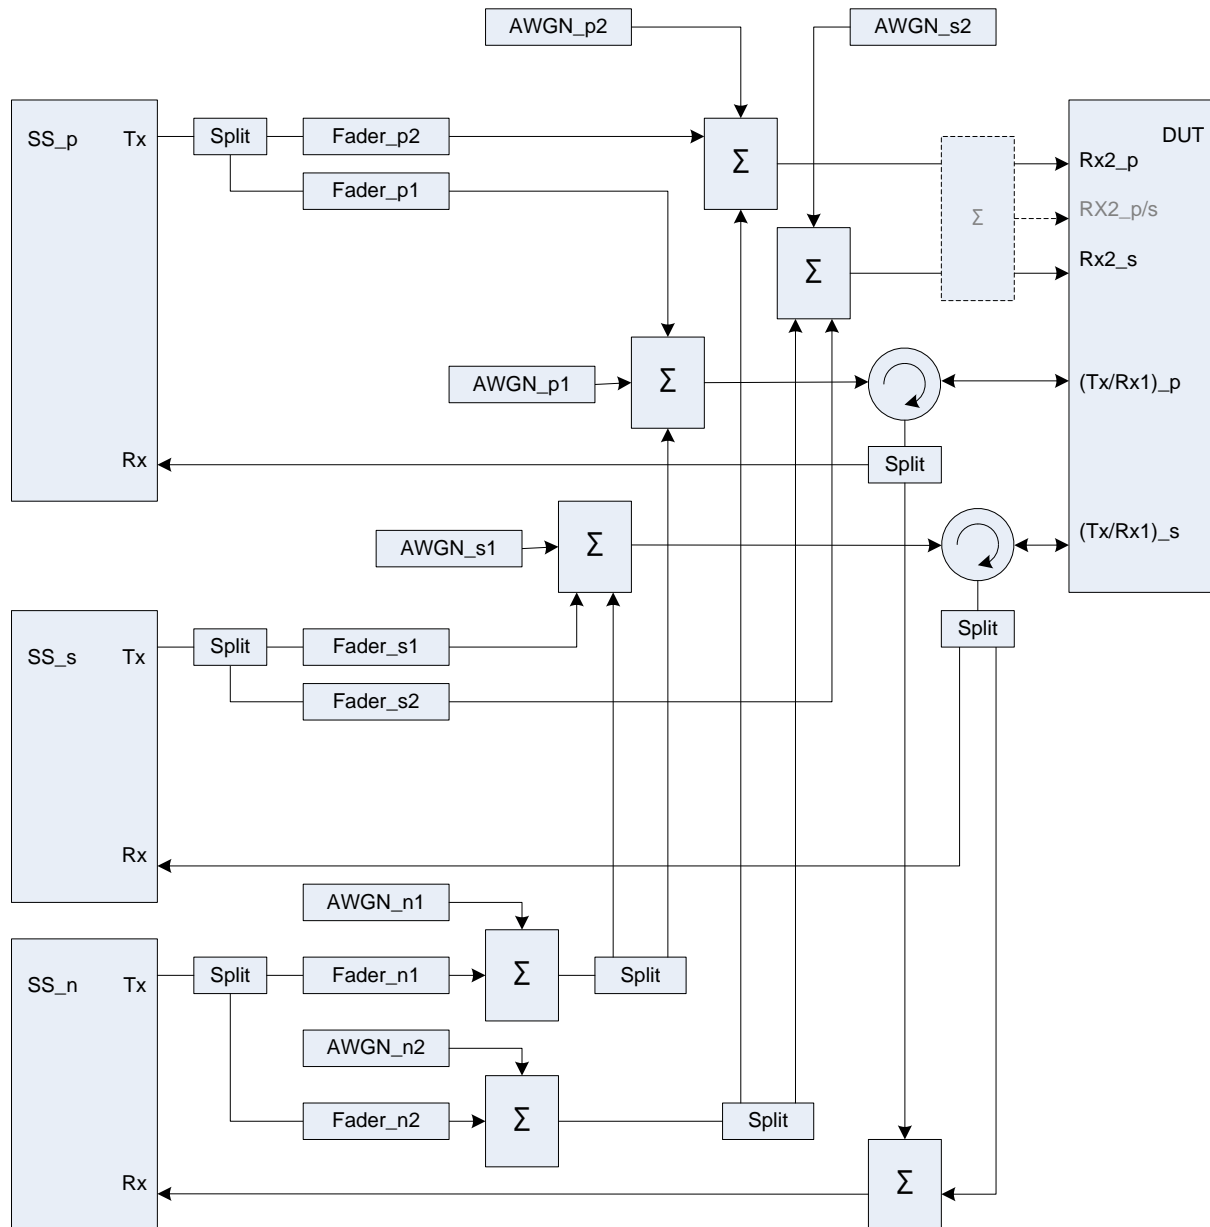 AWGN_p2
AWGN_s2
SS_p
Tx
Split
Fader_p2
Σ
DUT
Rx2_p
Fader_p1
Σ
RX2_p/s
Σ
Rx2_s
AWGN_p1
Σ
(Tx/Rx1)_p
Rx
Split
AWGN_s1
Σ
(Tx/Rx1)_s
SS_s
Tx
Split
Fader_s1
Split
Fader_s2
Rx
AWGN_n1
SS_n
Tx
Split
Fader_n1
Σ
Split
AWGN_n2
Fader_n2
Σ
Split
Rx
Σ